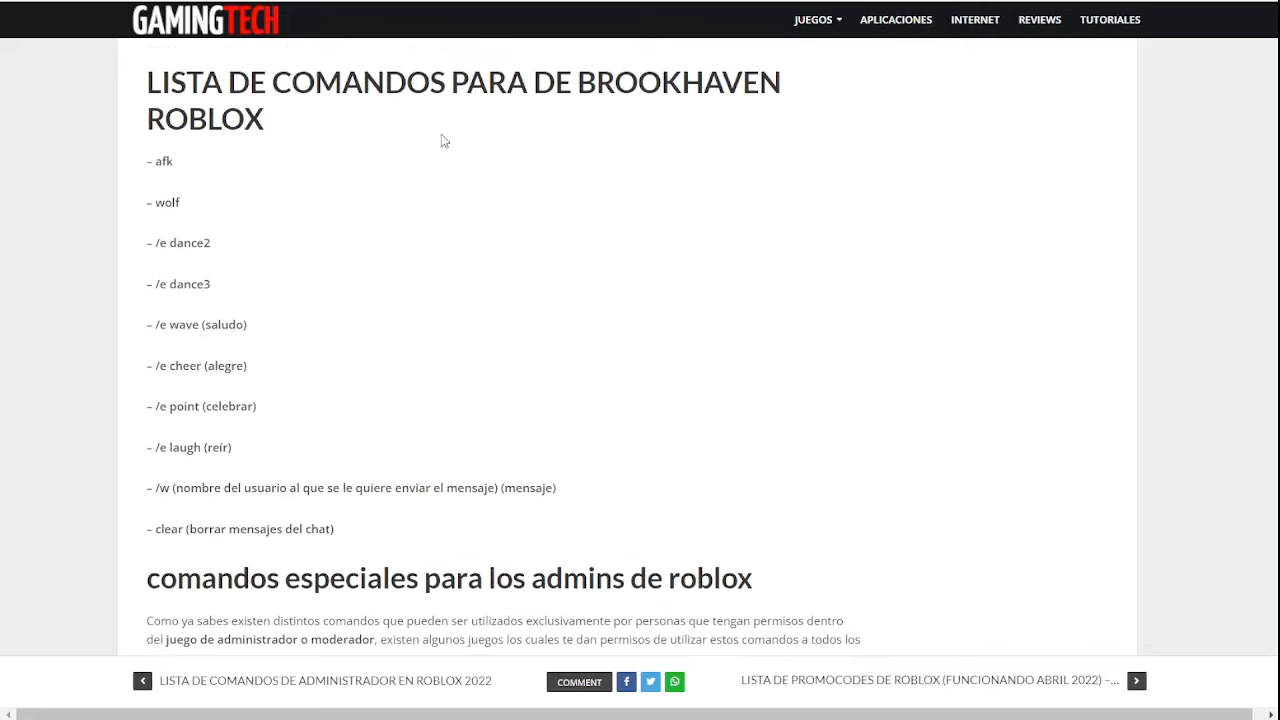 GAMINGTECH
JUEGOS APLICACIONES INTERNET REVIEWS TUTORIALES
LISTA DE COMANDOS PARA DE BROOKHAVEN
ROBLOX
– afk
– wolf
– /e dance2
– /e dance3
– /e wave (saludo)
– /e cheer (alegre)
– /e point (celebrar)
– /e laugh (reír)
– /w (nombre del usuario al que se le quiere enviar el mensaje) (mensaje)
– clear (borrar mensajes del chat)
comandos especiales para los admins de roblox
Como ya sabes existen distintos comandos que pueden ser utilizados exclusivamente por personas que tengan permisos dentro
del juego de administrador o moderador, existen algunos juegos los cuales te dan permisos de utilizar estos comandos a todos los
LISTA DE COMANDOS DE ADMINISTRADOR EN ROBLOX 2022
COMMENT
LISTA DE PROMOCODES DE ROBLOX (FUNCIONANDO ABRIL 2022) –...